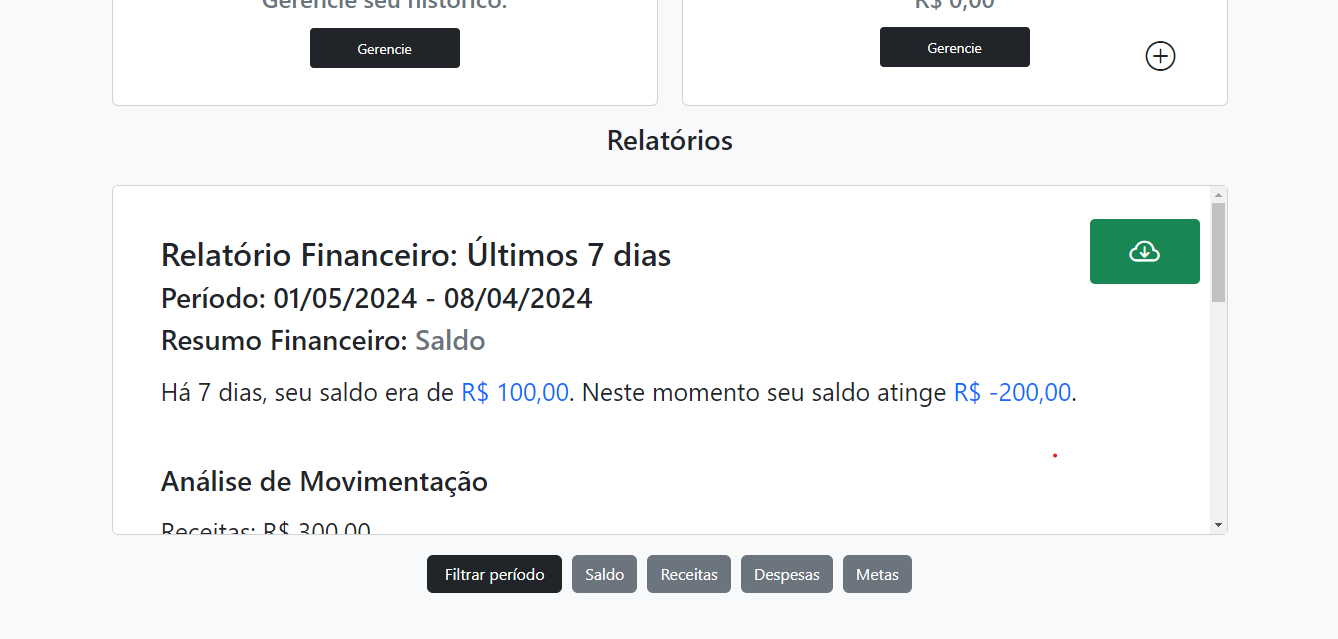 Gerencie seu histórico.
R$ 0,00
Gerencie
Gerencie
Relatórios
Relatório Financeiro: Últimos 7 dias
Período: 01/05/2024 - 08/04/2024
Resumo Financeiro: Saldo
Há 7 dias, seu saldo era de R$ 100,00. Neste momento seu saldo atinge R$ -200,00.
Análise de Movimentação
Receitas: R$ 300,00
Filtrar período
Saldo
Receitas
Despesas
Metas